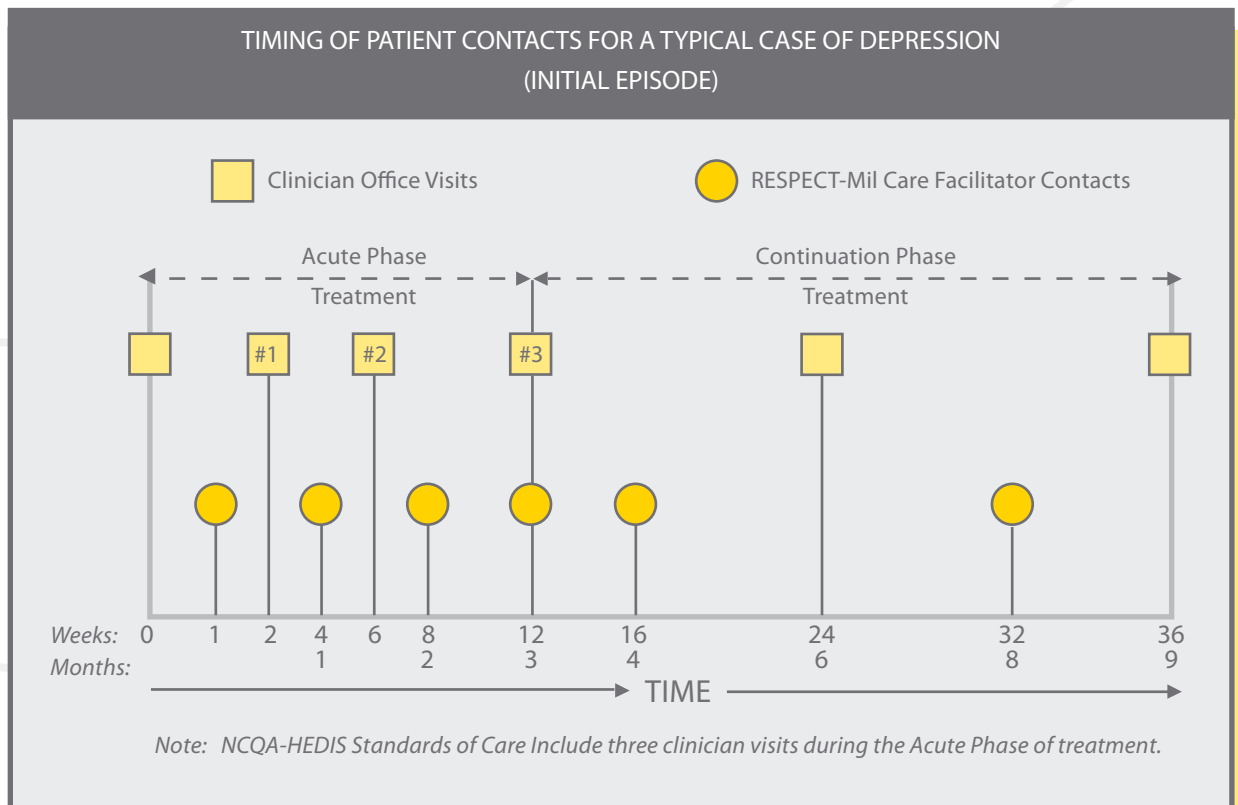 TIMING OF PATIENT CONTACTS FOR A TYPICAL CASE OF DEPRESSION
(INITIAL EPISODE)
Clinician Office Visits
RESPECT-Mil Care Facilitator Contacts
Acute Phase
Treatment
Continuation Phase
Treatment
#1 #2 #3
Weeks: 0 1 2 4 6 8 12 16 24 32 36
Months: 1 2 3 4 6 8 9
TIME
Note: NCQA-HEDIS Standards of Care Include three clinician visits during the Acute Phase of treatment.